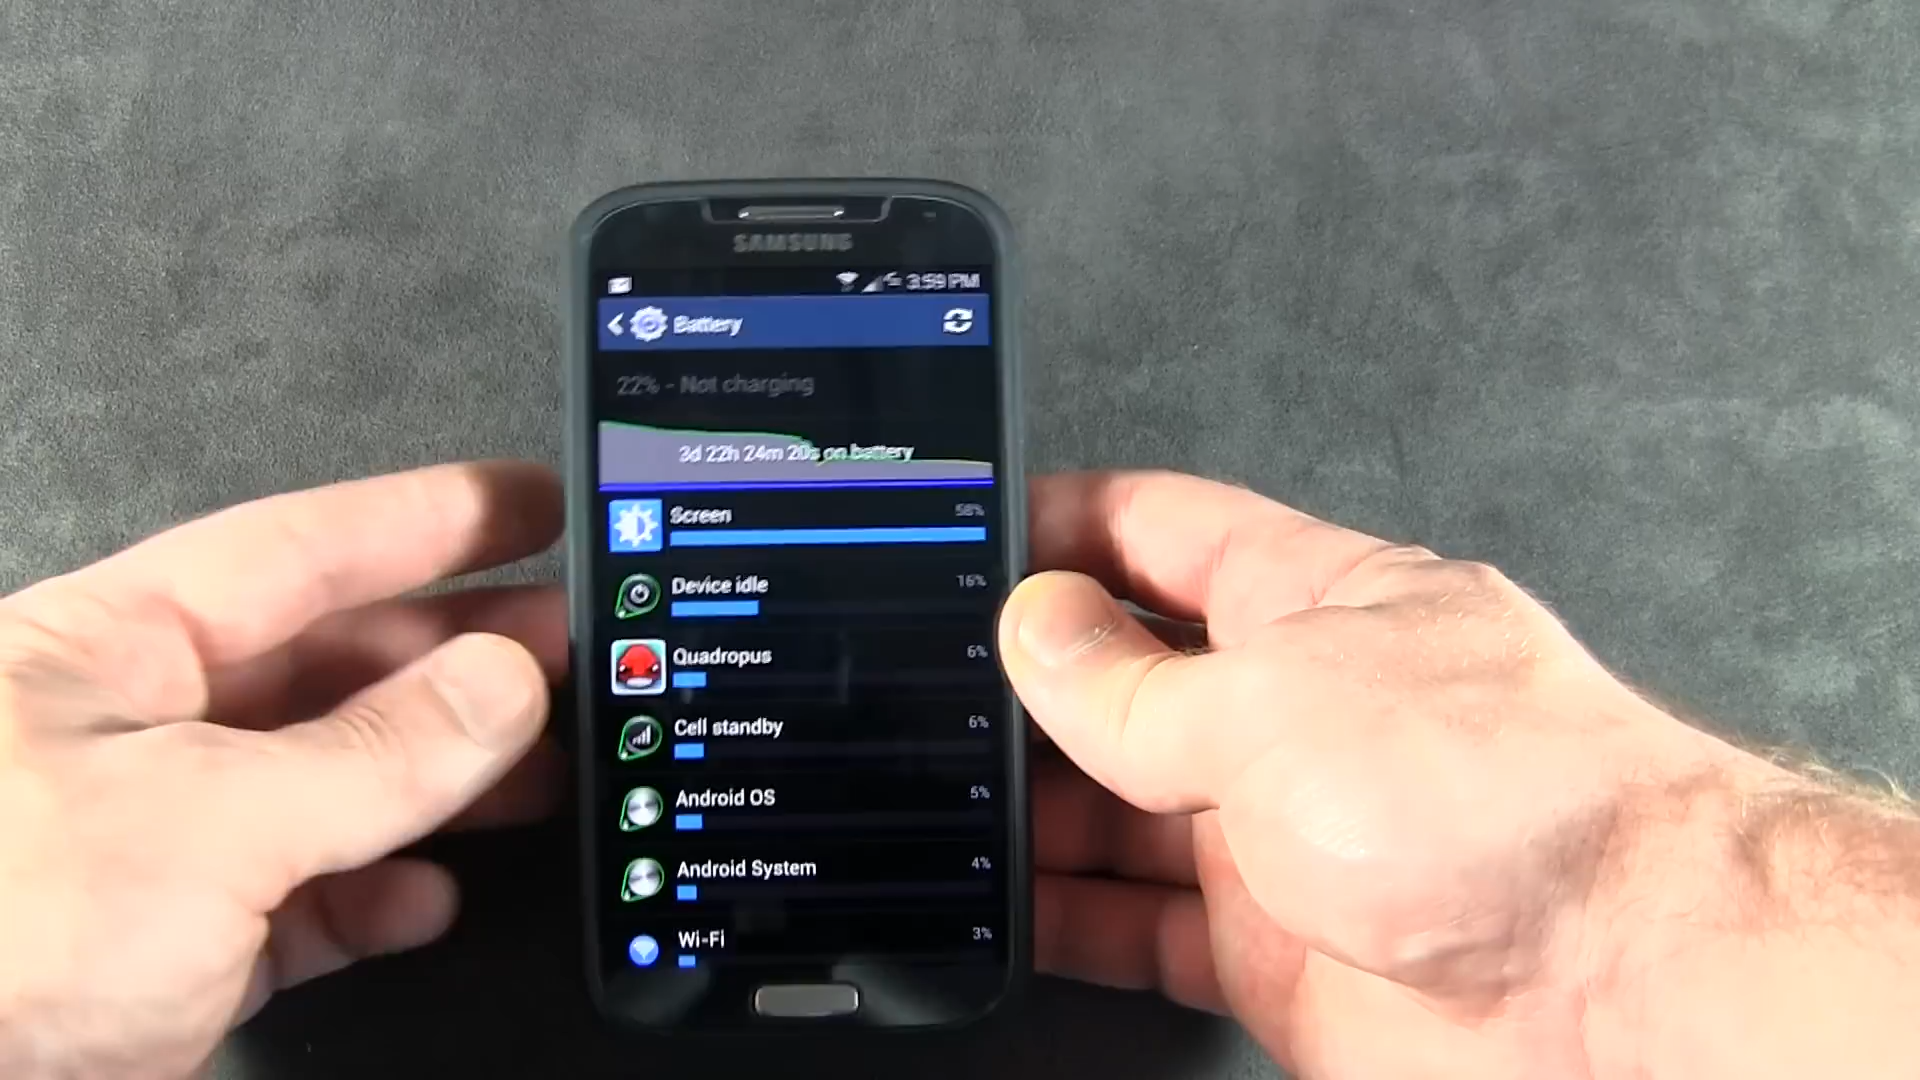 SAMSUNG
3:59 PM
Battery
22% - Not charging
3d 22h 24m 20s on battery
Screen 58%
Device idle 16%
Quadropus 6%
Cell standby 6%
Android OS 5%
Android System 4%
Wi-Fi 3%